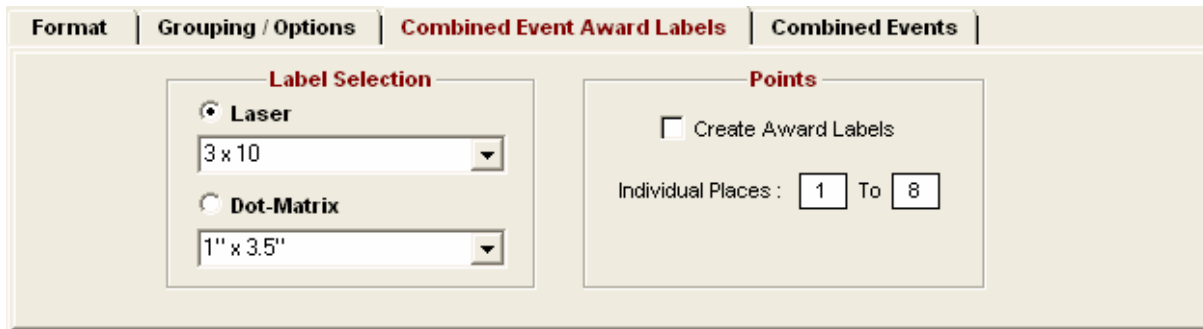 Format
Grouping / Options
Combined Event Award Labels
Combined Events
Label Selection
Laser
3 x 10
Dot-Matrix
1" x 3.5"
Points
Create Award Labels
Individual Places : 1 To 8